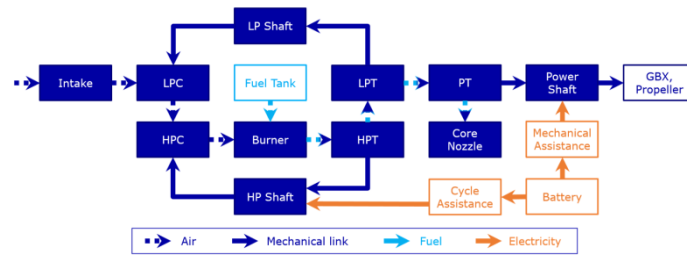 LP Shaft
Intake
LPC
Fuel Tank
LPT
PT
Power
Shaft
GBX,
Propeller
HPC
Burner
HPT
Core
Nozzle
Mechanical
Assistance
HP Shaft
Cycle
Assistance
Battery
Air
Mechanical link
Fuel
Electricity